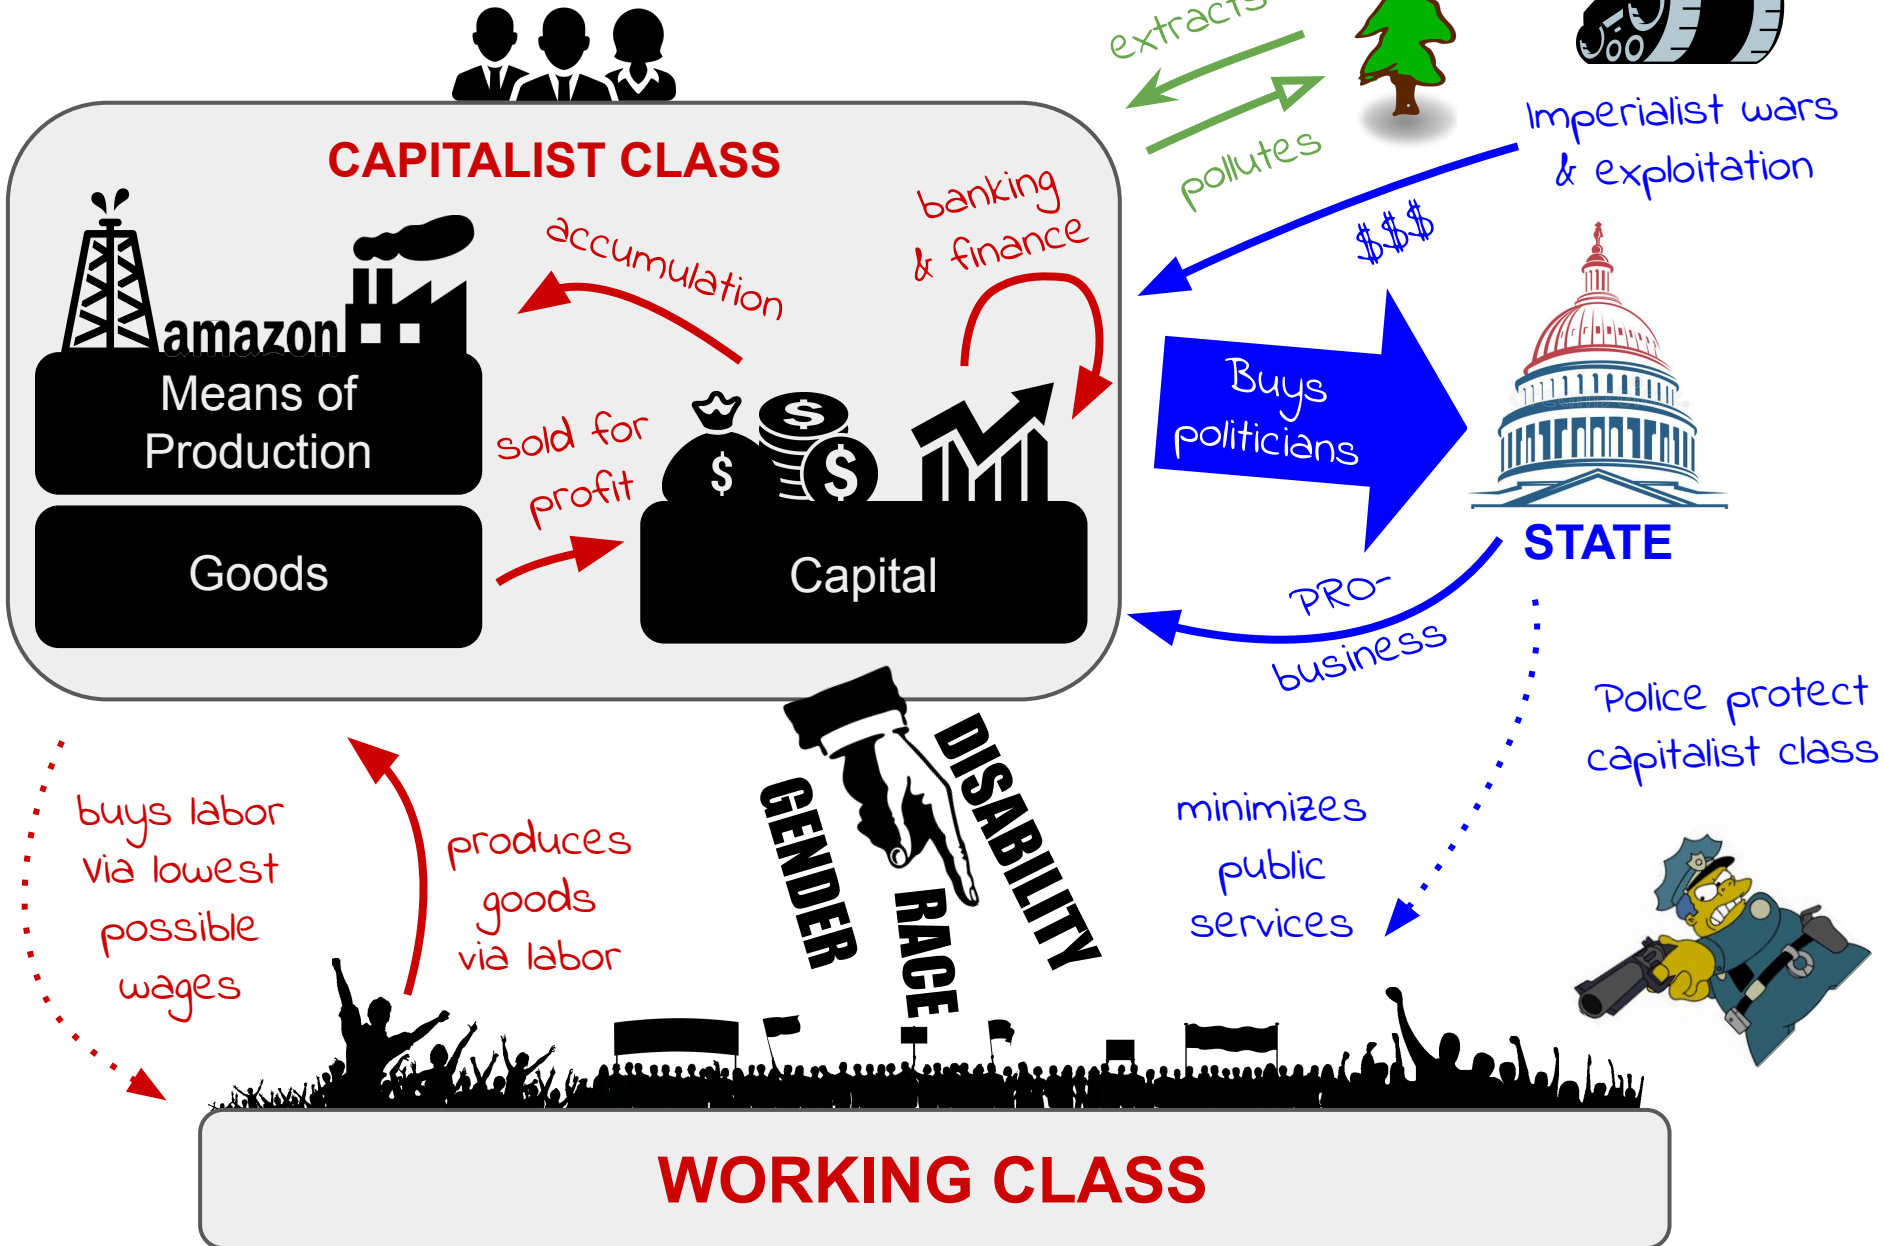 extracts
pollutes
Imperialist wars
& exploitation
$$$
CAPITALIST CLASS
accumulation
banking
& finance
amazon
Means of
Production
sold for
profit
$
$
$
Goods
Capital
Buys
politicians
STATE
PRO-
business
Police protect
capitalist class
minimizes
public
services
buys labor
via lowest
possible
wages
produces
goods
via labor
GENDER
RACE
DISABILITY
WORKING CLASS